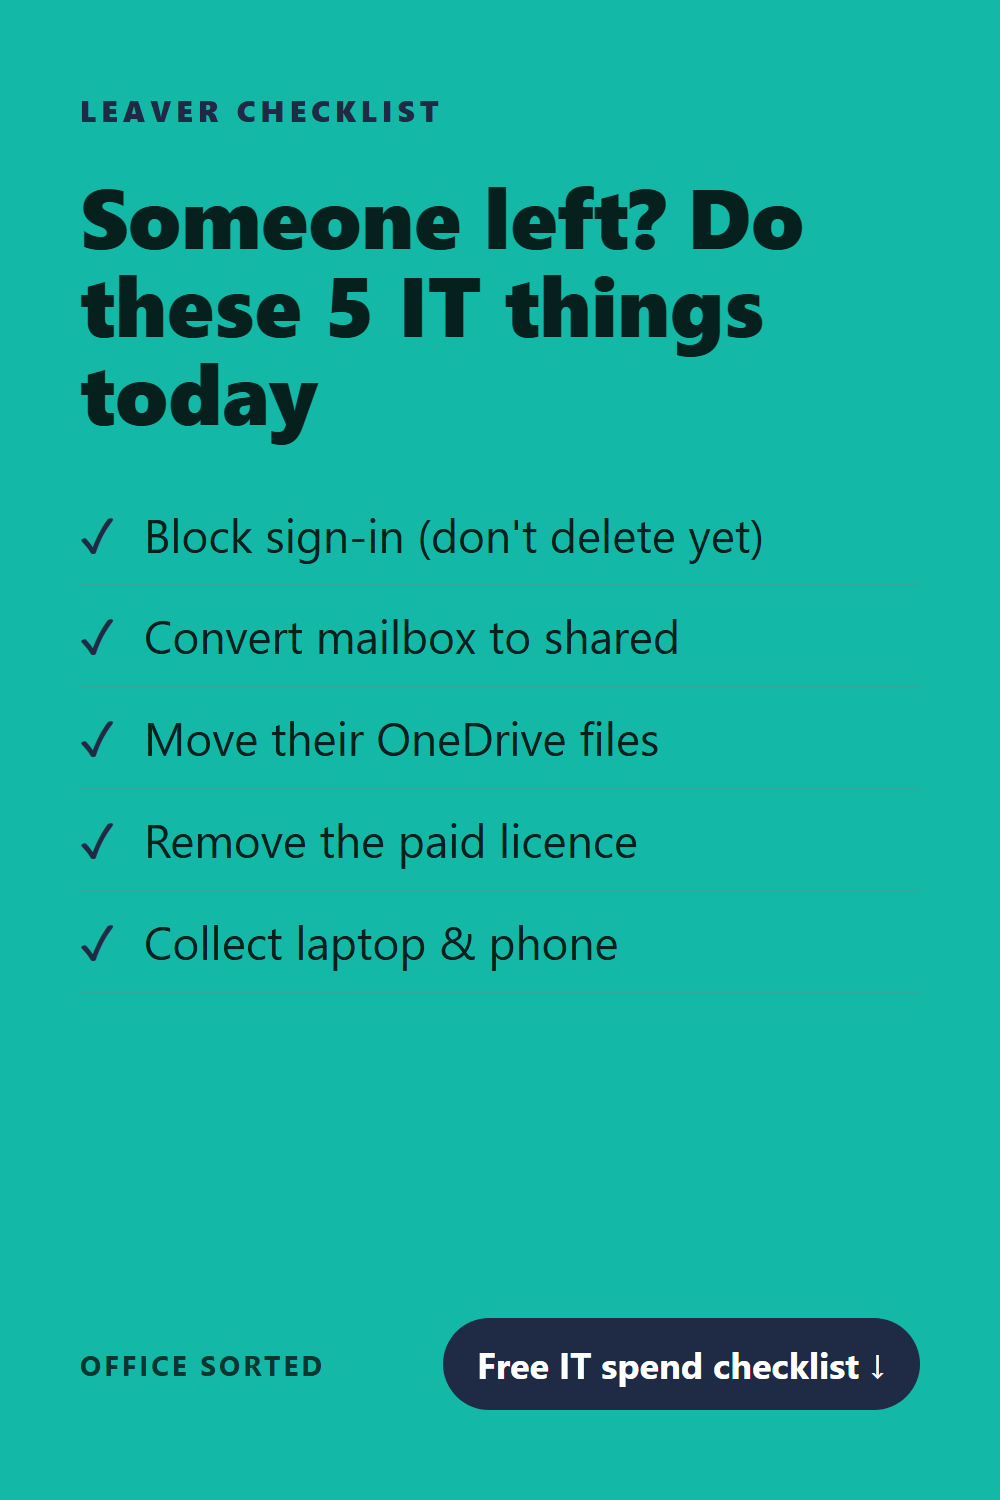 LEAVER CHECKLIST
Someone left? Do
these 5 IT things
today
✓ Block sign-in (don't delete yet)
✓ Convert mailbox to shared
✓ Move their OneDrive files
✓ Remove the paid licence
✓ Collect laptop & phone
OFFICE SORTED
Free IT spend checklist ↓